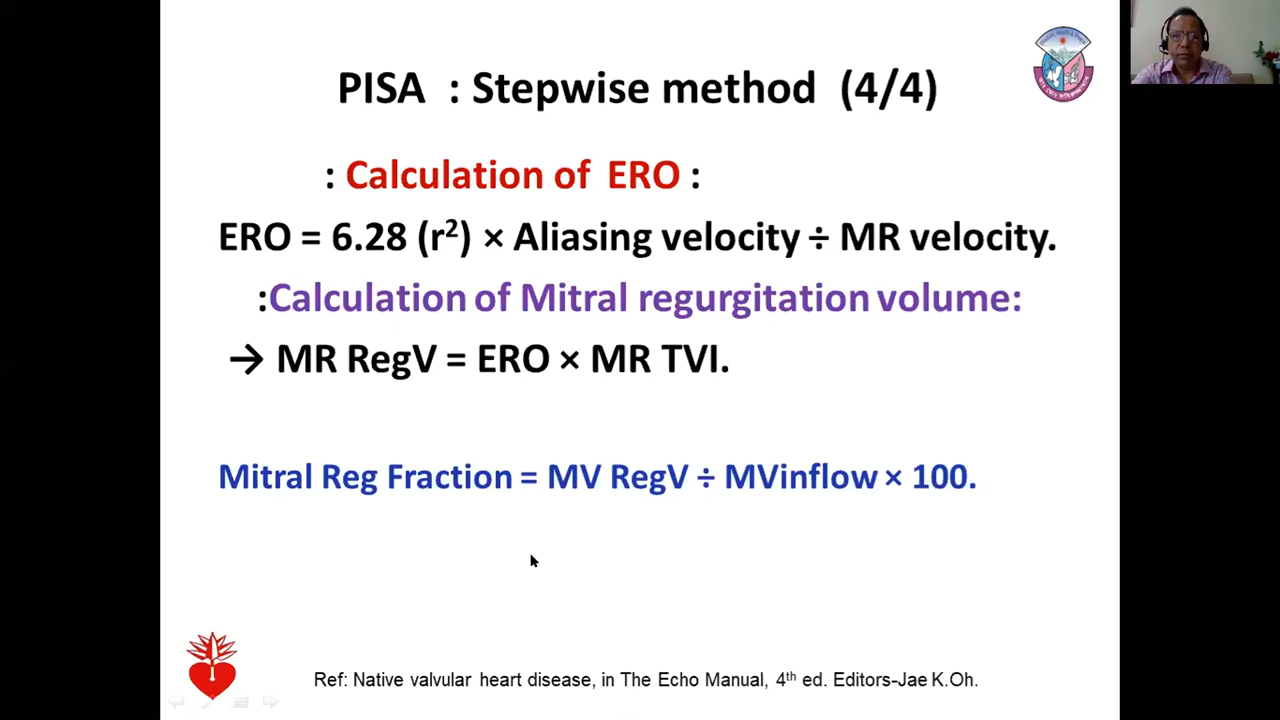 PISA : Stepwise method (4/4)
: Calculation of ERO :
ERO = 6.28 (r²) × Aliasing velocity ÷ MR velocity.
:Calculation of Mitral regurgitation volume:
→ MR RegV = ERO × MR TVI.
Mitral Reg Fraction = MV RegV ÷ MVinflow × 100.
Ref: Native valvular heart disease, in The Echo Manual, 4th ed. Editors-Jae K.Oh.